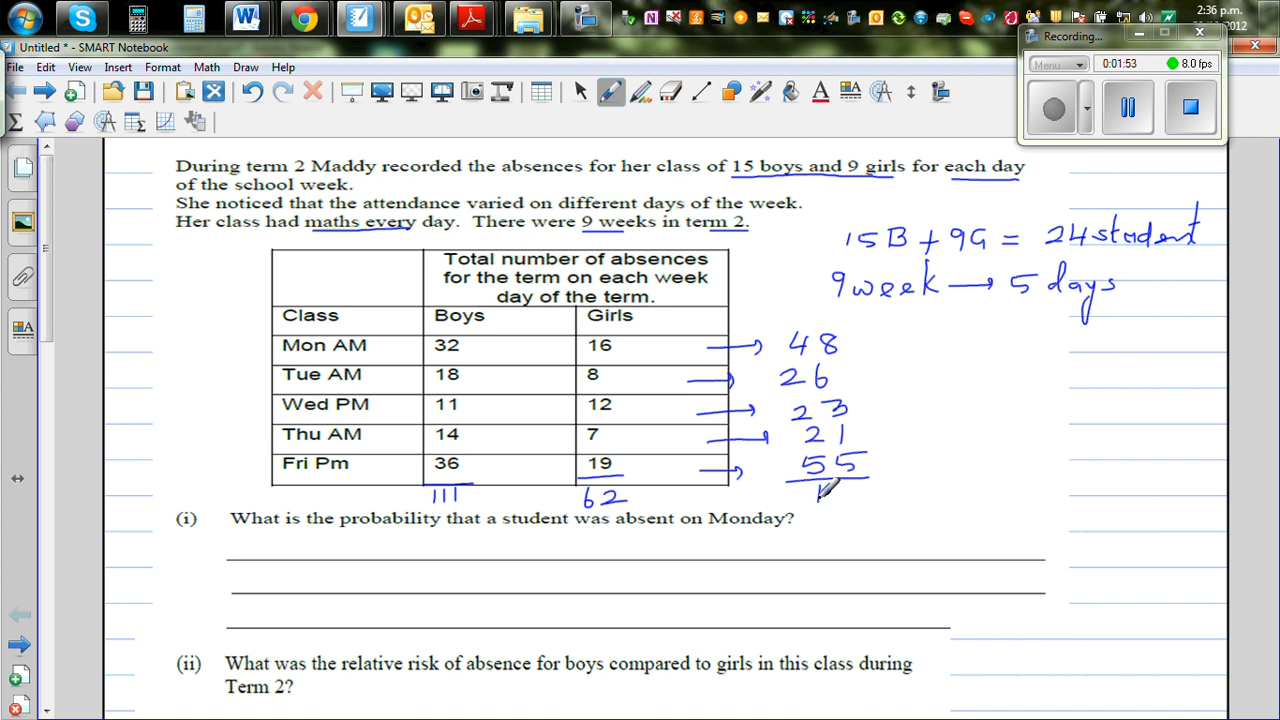 2:36 p.m.
Untitled * - SMART Notebook
Recording...
File Edit View Insert Format Math Draw Help
Menu
0:01:53
8.0 fps
During term 2 Maddy recorded the absences for her class of 15 boys and 9 girls for each day
of the school week.
She noticed that the attendance varied on different days of the week.
Her class had maths every day. There were 9 weeks in term 2.
15B + 9G = 24 student
9 week → 5 days
Total number of absences
for the term on each week
day of the term.
Class Boys Girls
Mon AM 32 16 → 48
Tue AM 18 8 → 26
Wed PM 11 12 → 23
Thu AM 14 7 → 21
Fri Pm 36 19 → 55
111 62 1
(i) What is the probability that a student was absent on Monday?
(ii) What was the relative risk of absence for boys compared to girls in this class during
Term 2?